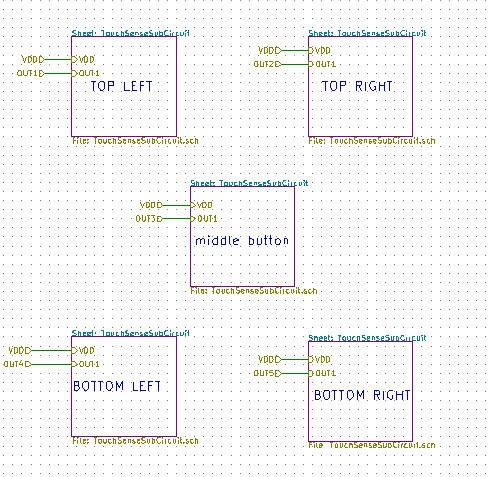 Sheet: TouchSenseSubCircuit
VDD VDD
OUT1 OUT1
TOP LEFT
File: TouchSenseSubCircuit.sch
Sheet: TouchSenseSubCircuit
VDD VDD
OUT2 OUT1
TOP RIGHT
File: TouchSenseSubCircuit.sch
Sheet: TouchSenseSubCircuit
VDD VDD
OUT3 OUT1
middle button
File: TouchSenseSubCircuit.sch
Sheet: TouchSenseSubCircuit
VDD VDD
OUT4 OUT1
BOTTOM LEFT
File: TouchSenseSubCircuit.sch
Sheet: TouchSenseSubCircuit
VDD VDD
OUT5 OUT1
BOTTOM RIGHT
File: TouchSenseSubCircuit.sch